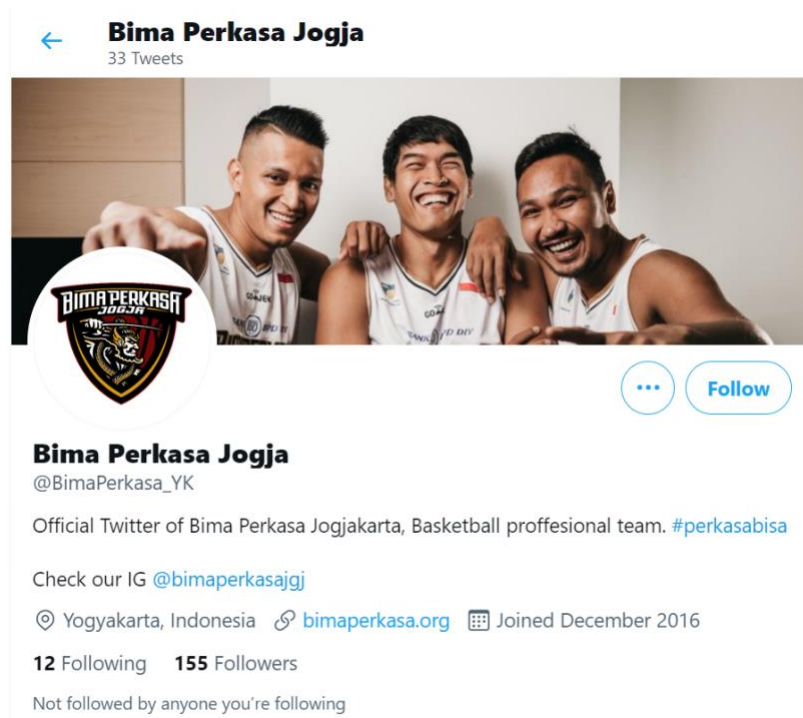 Bima Perkasa Jogja
33 Tweets
BIMA PERKASA
JOGJA
Follow
Bima Perkasa Jogja
@BimaPerkasa_YK
Official Twitter of Bima Perkasa Jogjakarta, Basketball proffesional team. #perkasabisa
Check our IG @bimaperkasajgj
Yogyakarta, Indonesia bimaperkasa.org Joined December 2016
12 Following 155 Followers
Not followed by anyone you're following